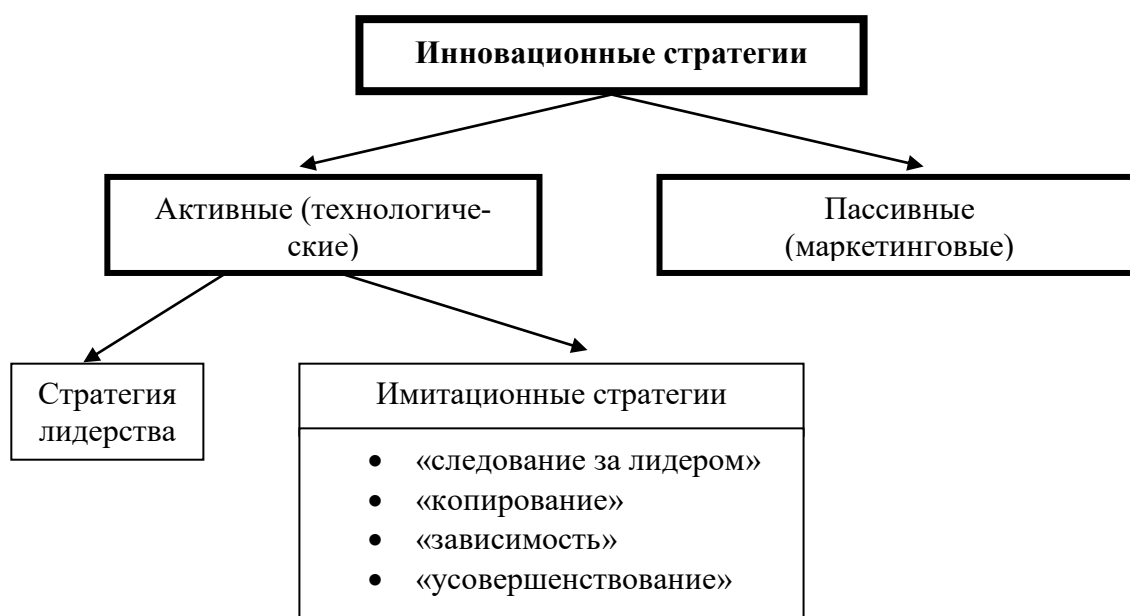 Инновационные стратегии
Активные (технологиче-
ские)
Пассивные
(маркетинговые)
Стратегия
лидерства
Имитационные стратегии
• «следование за лидером»
• «копирование»
• «зависимость»
• «усовершенствование»